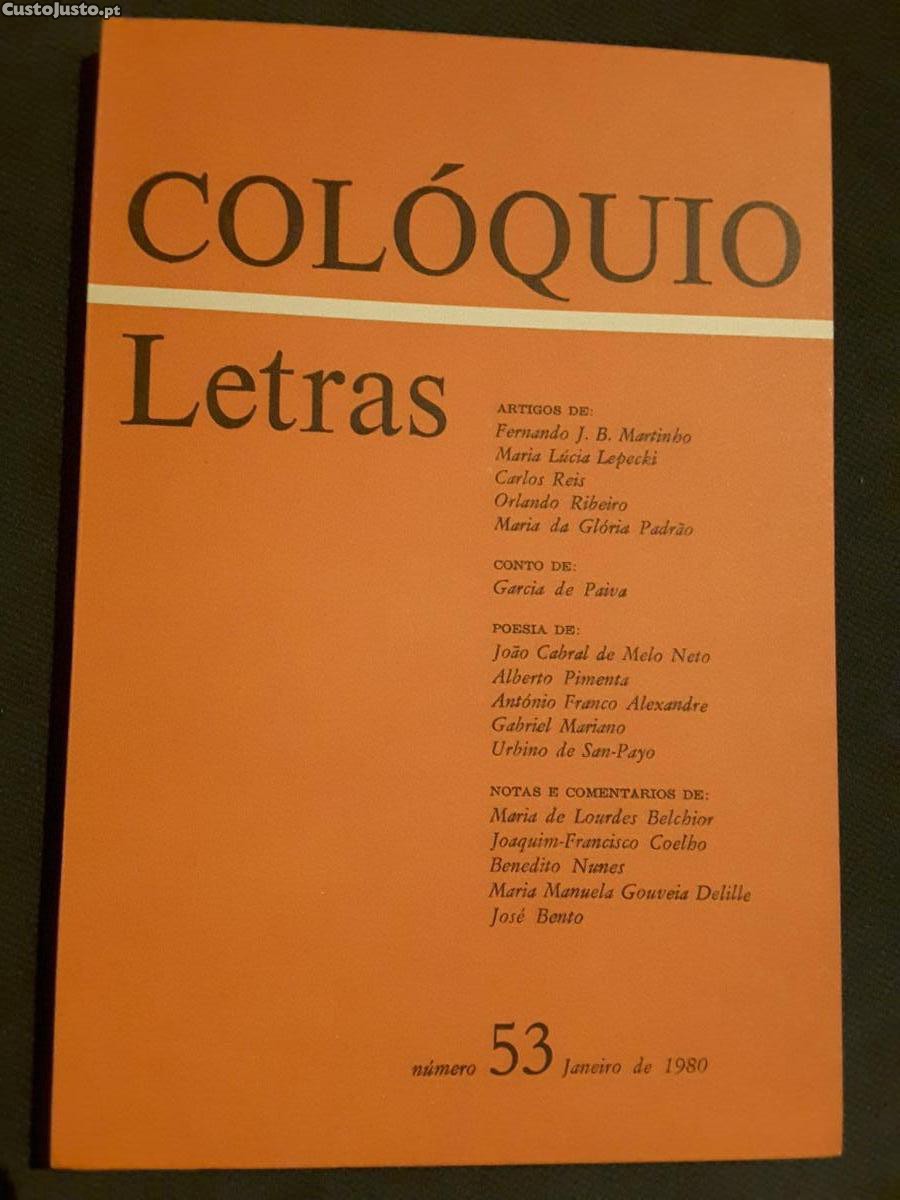 CustoJusto.pt
COLÓQUIO
Letras
ARTIGOS DE:
Fernando J. B. Martinho
Maria Lúcia Lepecki
Carlos Reis
Orlando Ribeiro
Maria da Glória Padrão
CONTO DE:
Garcia de Paiva
POESIA DE:
João Cabral de Melo Neto
Alberto Pimenta
António Franco Alexandre
Gabriel Mariano
Urbino de San-Payo
NOTAS E COMENTARIOS DE:
Maria de Lourdes Belchior
Joaquim-Francisco Coelho
Benedito Nunes
Maria Manuela Gouveia Delille
José Bento
número 53 Janeiro de 1980